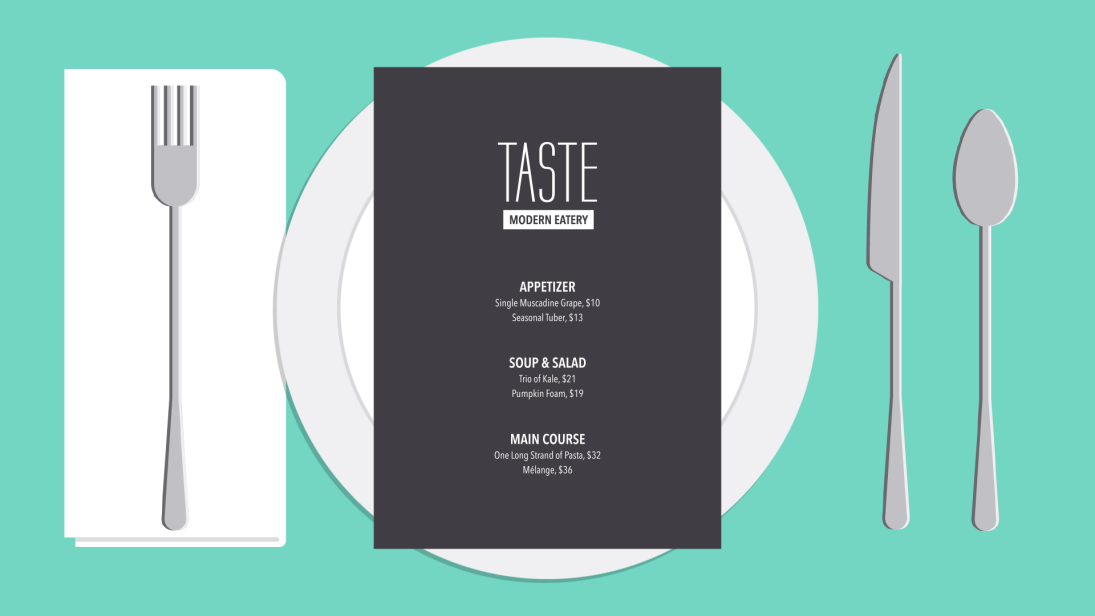 TASTE
MODERN EATERY
APPETIZER
Single Muscadine Grape, $10
Seasonal Tuber, $13
SOUP & SALAD
Trio of Kale, $21
Pumpkin Foam, $19
MAIN COURSE
One Long Strand of Pasta, $32
Mélange, $36